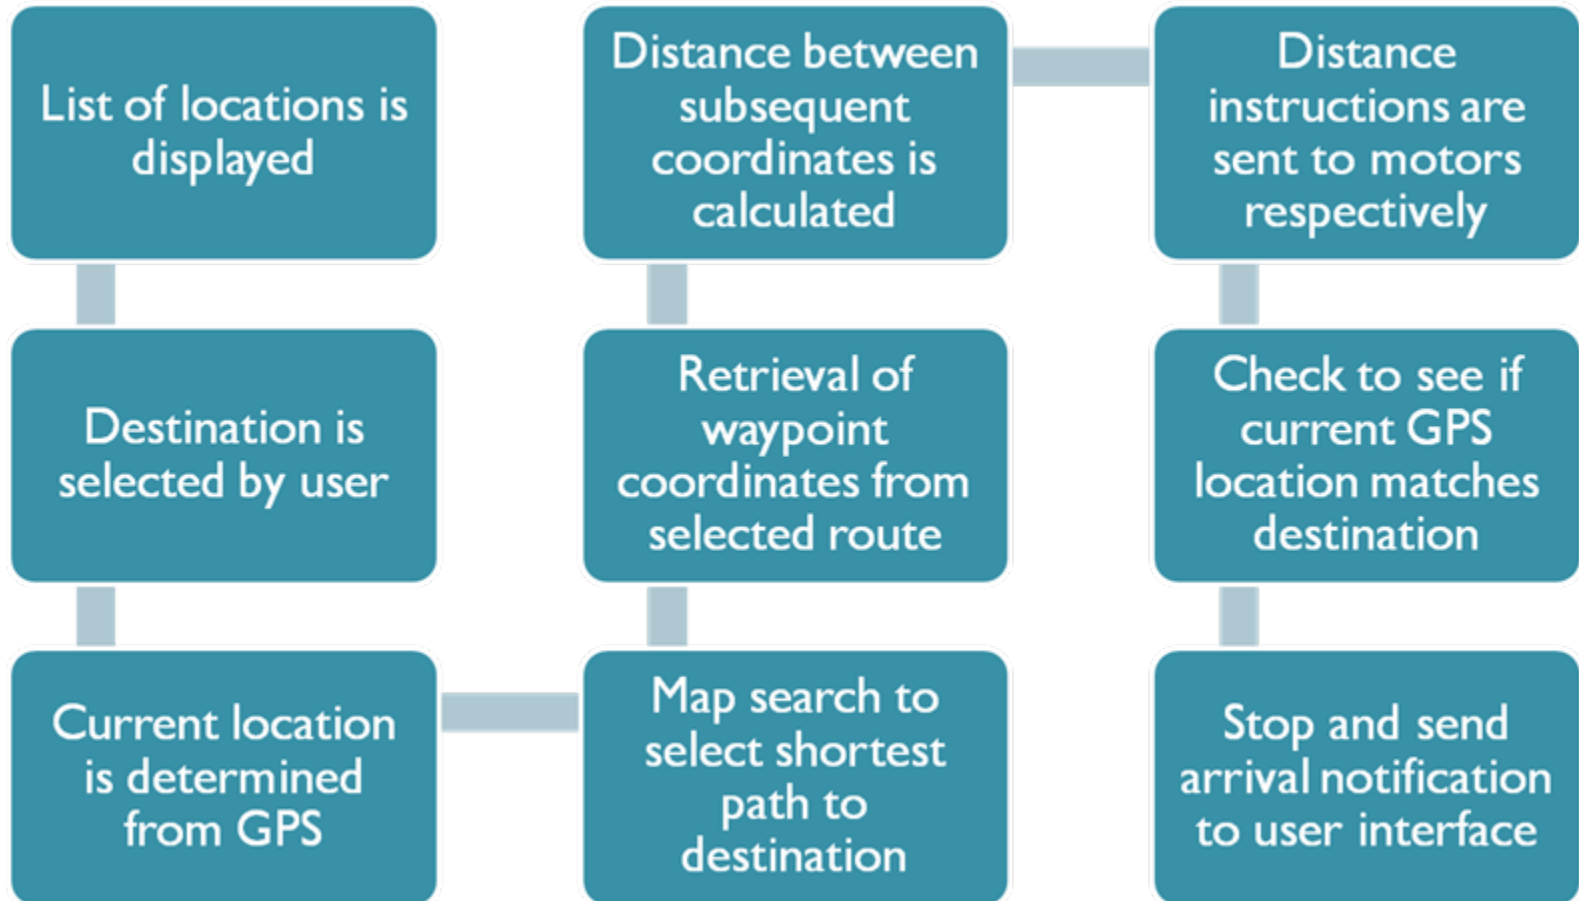 List of locations is
displayed
Destination is
selected by user
Current location
is determined
from GPS
Map search to
select shortest
path to
destination
Retrieval of
waypoint
coordinates from
selected route
Distance between
subsequent
coordinates is
calculated
Distance
instructions are
sent to motors
respectively
Check to see if
current GPS
location matches
destination
Stop and send
arrival notification
to user interface